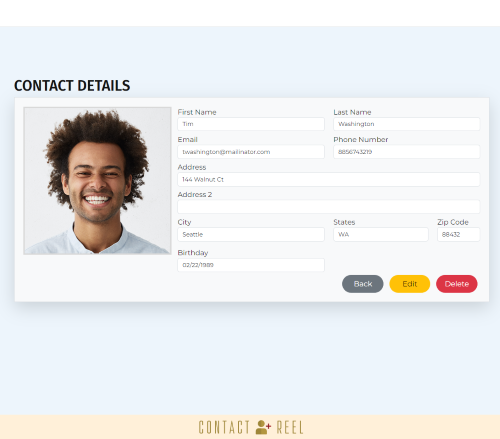 CONTACT DETAILS
First Name Last Name
Tim Washington
Email Phone Number
twashington@mailinator.com 8856743219
Address
144 Walnut Ct
Address 2
City States Zip Code
Seattle WA 88432
Birthday
02/22/1989
Back Edit Delete
CONTACT REEL